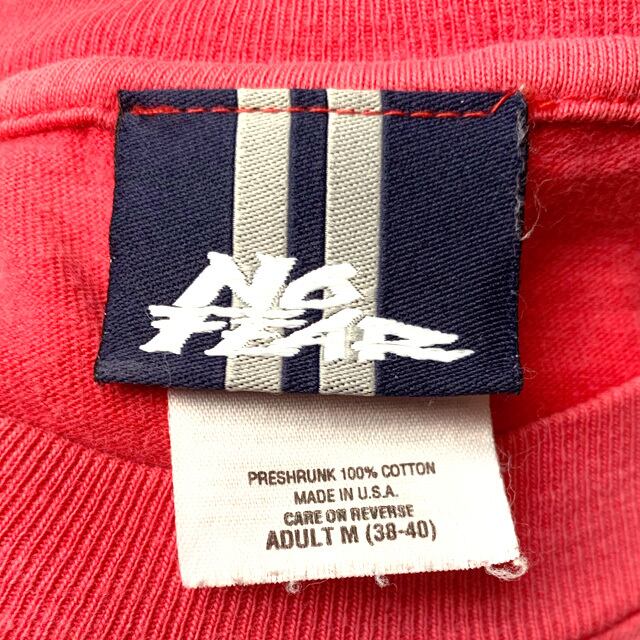 NO
FEAR
PRESHRUNK 100% COTTON
MADE IN U.S.A.
CARE ON REVERSE
ADULT M (38-40)